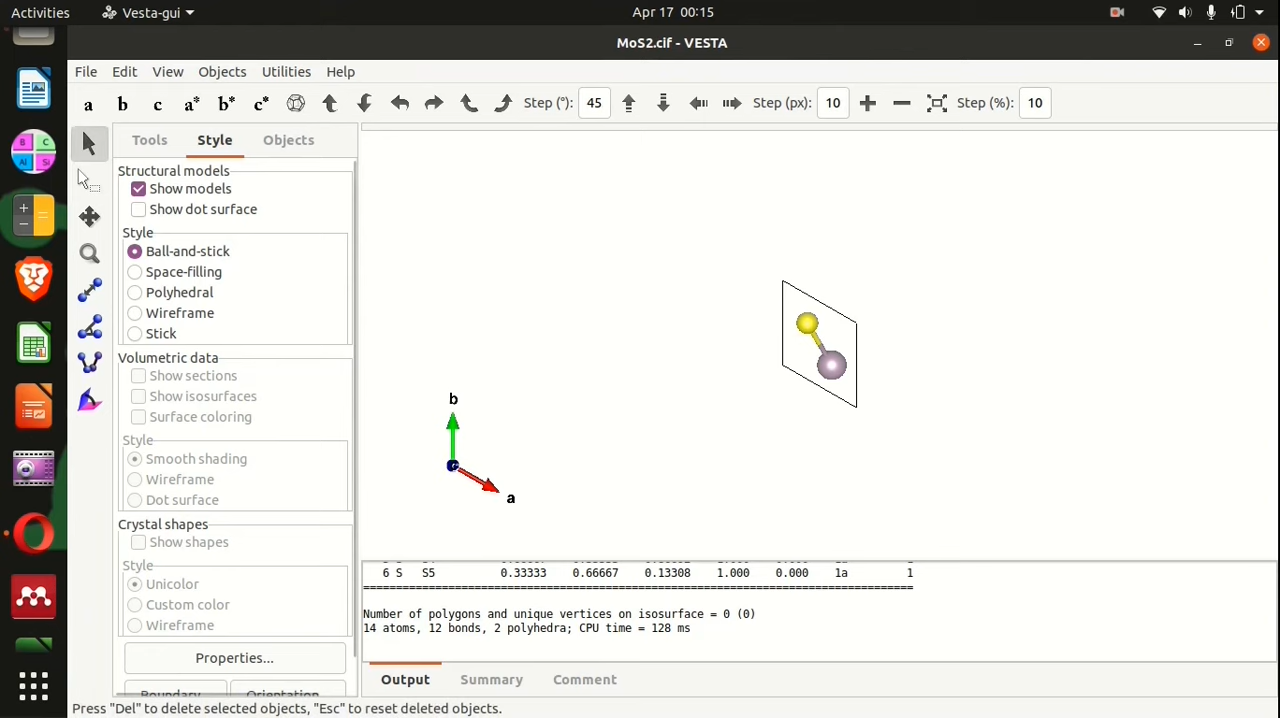 Activities Vesta-gui Apr 17 00:15
MoS2.cif - VESTA
File Edit View Objects Utilities Help
a b c a* b* c* Step (°): 45 Step (px): 10 Step (%): 10
Tools Style Objects
Structural models
Show models
Show dot surface
Style
Ball-and-stick
Space-filling
Polyhedral
Wireframe
Stick
Volumetric data
Show sections
Show isosurfaces
Surface coloring
Style
Smooth shading
Wireframe
Dot surface
Crystal shapes
Show shapes
Style
Unicolor
Custom color
Wireframe
Properties...
Boundary... Orientation...
B C
Al Si
b
a
6 S S5 0.33333 0.66667 0.13308 1.000 0.000 1a 1
================================================================================
Number of polygons and unique vertices on isosurface = 0 (0)
14 atoms, 12 bonds, 2 polyhedra; CPU time = 128 ms
Output Summary Comment
Press "Del" to delete selected objects, "Esc" to reset deleted objects.